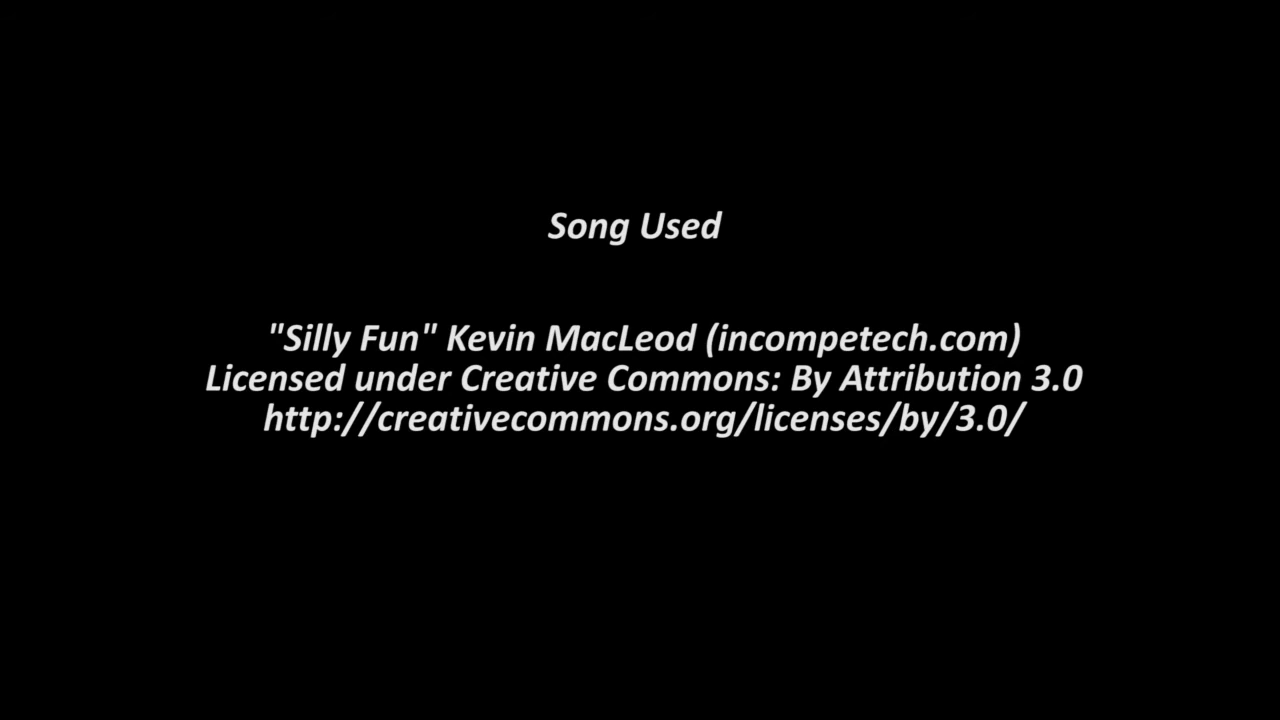 Song Used
"Silly Fun" Kevin MacLeod (incompetech.com)
Licensed under Creative Commons: By Attribution 3.0
http://creativecommons.org/licenses/by/3.0/